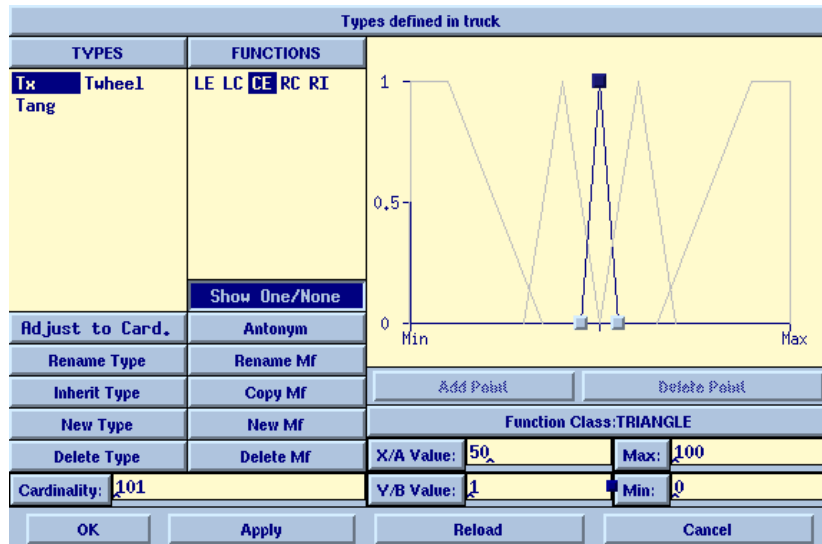 Types defined in truck
TYPES FUNCTIONS
Tx Twheel
Tang
LE LC CE RC RI
1
0.5
0
Min Max
Show One/None
Adjust to Card. Antonym
Rename Type Rename Mf
Inherit Type Copy Mf
New Type New Mf
Delete Type Delete Mf
Add Point Delete Point
Function Class:TRIANGLE
X/A Value: 50 Max: 100
Cardinality: 101 Y/B Value: 1 Min: 0
OK Apply Reload Cancel